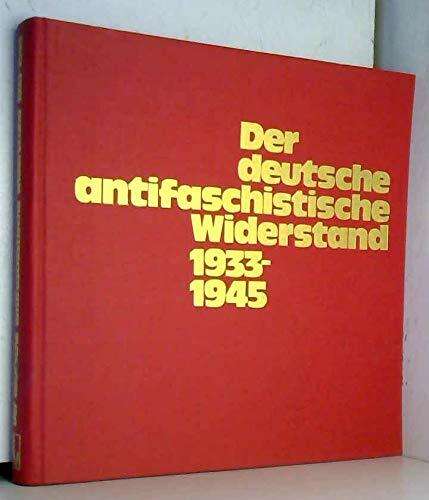 Der
deutsche
antifaschistische
Widerstand
1933-
1945